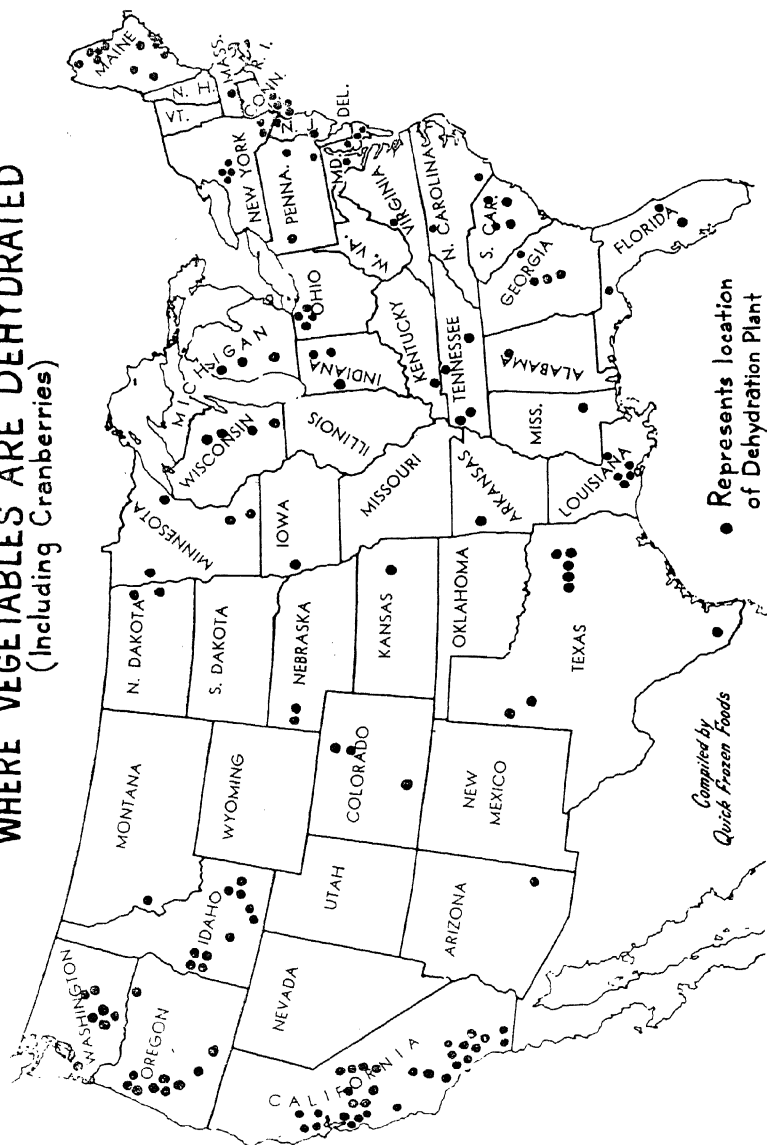 WHERE VEGETABLES ARE DEHYDRATED
(Including Cranberries)
WASHINGTON
OREGON
CALIFORNIA
NEVADA
IDAHO
MONTANA
WYOMING
UTAH
ARIZONA
COLORADO
NEW
MEXICO
N. DAKOTA
S. DAKOTA
NEBRASKA
KANSAS
OKLAHOMA
TEXAS
MINNESOTA
IOWA
MISSOURI
ARKANSAS
LOUISIANA
WISCONSIN
ILLINOIS
MICHIGAN
INDIANA
OHIO
KENTUCKY
TENNESSEE
MISS.
ALABAMA
GEORGIA
FLORIDA
S. CAR.
N. CAROLINA
VIRGINIA
W. VA.
MD.
DEL.
PENNA.
N. J.
NEW YORK
CONN.
R. I.
MASS.
VT.
N. H.
MAINE
Compiled by
Quick Frozen Foods
● Represents location
of Dehydration Plant